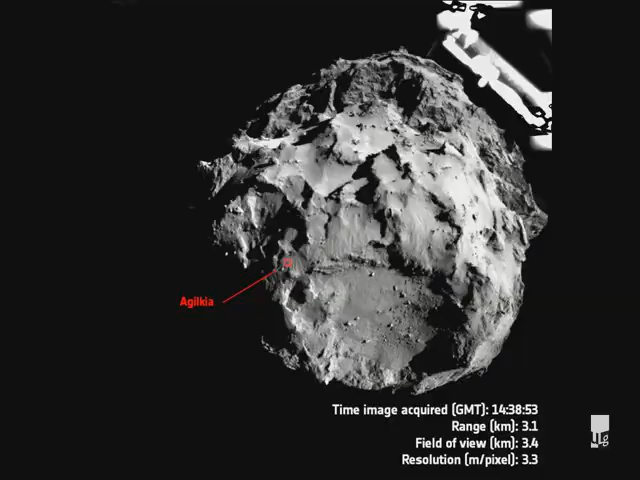 Agilkia
Time image acquired (GMT): 14:38:53
Range (km): 3.1
Field of view (km): 3.4
Resolution (m/pixel): 3.3